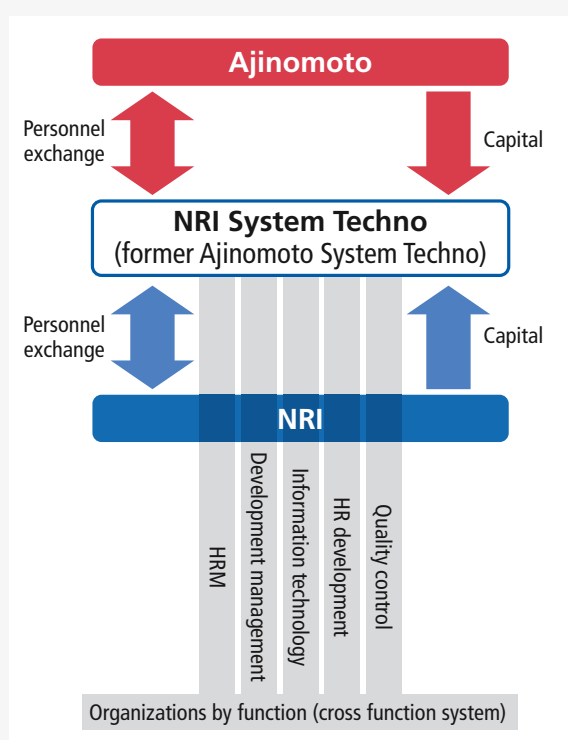 Ajinomoto
Personnel
exchange
Capital
NRI System Techno
(former Ajinomoto System Techno)
Personnel
exchange
Capital
NRI
HRM
Development management
Information technology
HR development
Quality control
Organizations by function (cross function system)